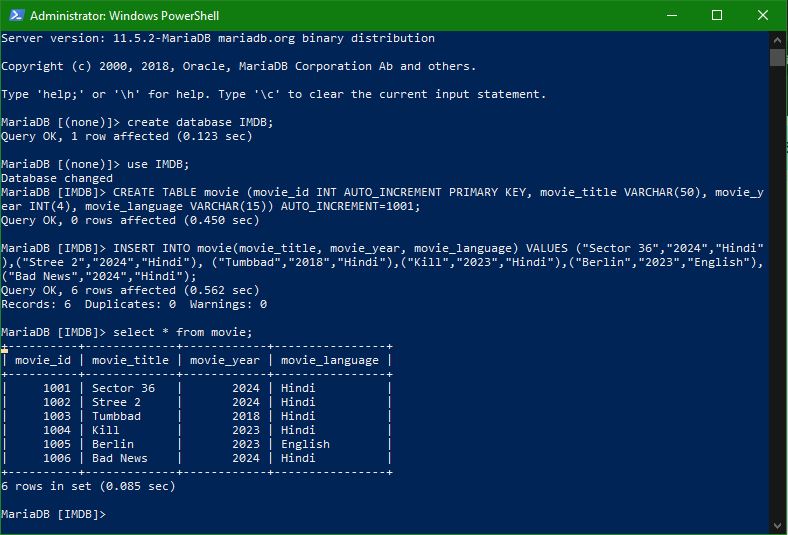 Administrator: Windows PowerShell
Server version: 11.5.2-MariaDB mariadb.org binary distribution
Copyright (c) 2000, 2018, Oracle, MariaDB Corporation Ab and others.
Type 'help;' or '\h' for help. Type '\c' to clear the current input statement.
MariaDB [(none)]> create database IMDB;
Query OK, 1 row affected (0.123 sec)
MariaDB [(none)]> use IMDB;
Database changed
MariaDB [IMDB]> CREATE TABLE movie (movie_id INT AUTO_INCREMENT PRIMARY KEY, movie_title VARCHAR(50), movie_y
ear INT(4), movie_language VARCHAR(15)) AUTO_INCREMENT=1001;
Query OK, 0 rows affected (0.450 sec)
MariaDB [IMDB]> INSERT INTO movie(movie_title, movie_year, movie_language) VALUES ("Sector 36","2024","Hindi"
),("Stree 2","2024","Hindi"), ("Tumbbad","2018","Hindi"),("Kill","2023","Hindi"),("Berlin","2023","English"),
("Bad News","2024","Hindi");
Query OK, 6 rows affected (0.562 sec)
Records: 6  Duplicates: 0  Warnings: 0
MariaDB [IMDB]> select * from movie;
+----------+-------------+------------+----------------+
| movie_id | movie_title | movie_year | movie_language |
+----------+-------------+------------+----------------+
|     1001 | Sector 36   |       2024 | Hindi          |
|     1002 | Stree 2     |       2024 | Hindi          |
|     1003 | Tumbbad     |       2018 | Hindi          |
|     1004 | Kill        |       2023 | Hindi          |
|     1005 | Berlin      |       2023 | English        |
|     1006 | Bad News    |       2024 | Hindi          |
+----------+-------------+------------+----------------+
6 rows in set (0.085 sec)
MariaDB [IMDB]>